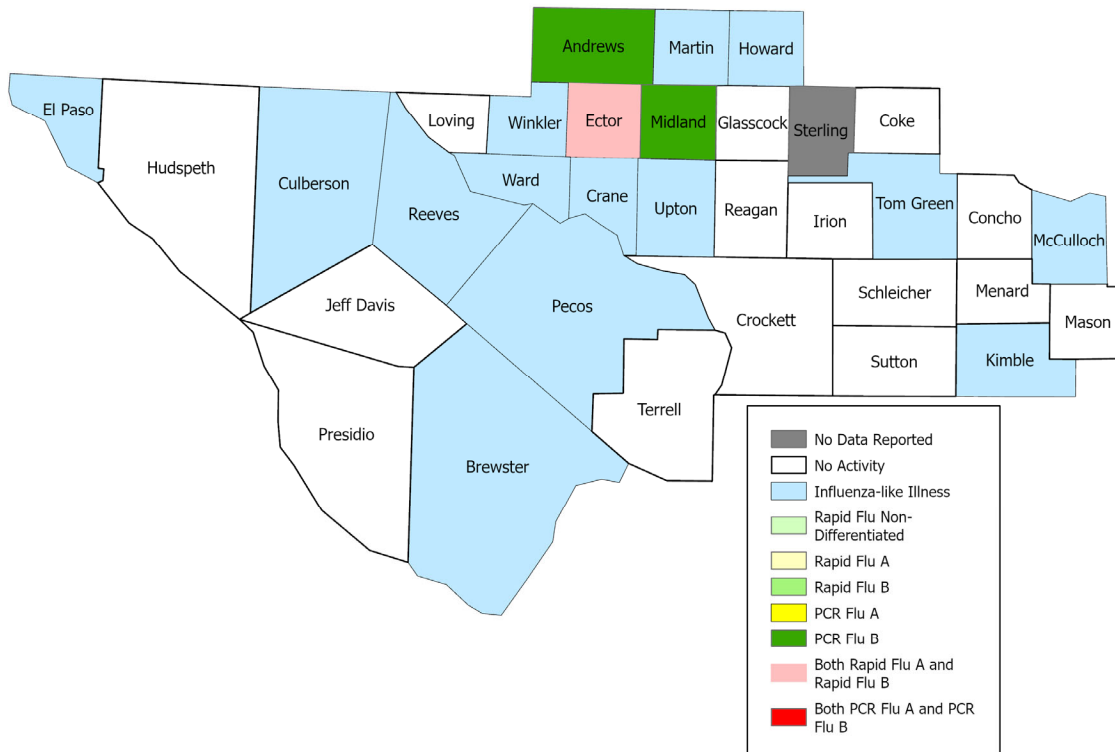 Andrews
Martin
Howard
El Paso
Loving
Winkler
Ector
Midland
Glasscock
Sterling
Coke
Hudspeth
Culberson
Ward
Reeves
Crane
Upton
Reagan
Irion
Tom Green
Concho
McCulloch
Jeff Davis
Pecos
Crockett
Schleicher
Menard
Mason
Sutton
Kimble
Terrell
Presidio
Brewster
No Data Reported
No Activity
Influenza-like Illness
Rapid Flu Non-
Differentiated
Rapid Flu A
Rapid Flu B
PCR Flu A
PCR Flu B
Both Rapid Flu A and
Rapid Flu B
Both PCR Flu A and PCR
Flu B